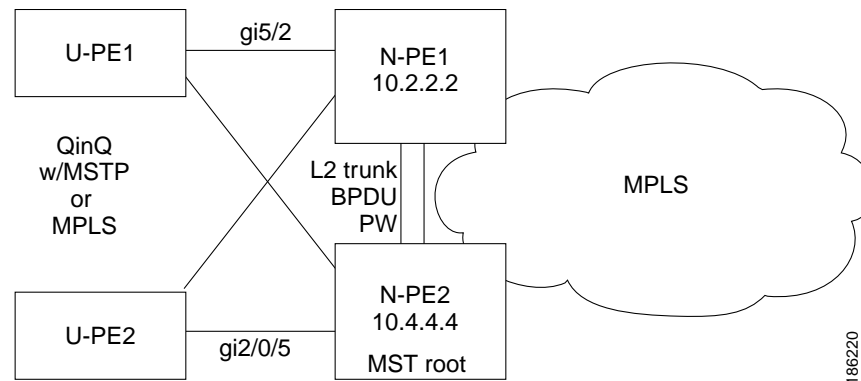 gi5/2
U-PE1
N-PE1
10.2.2.2
QinQ
w/MSTP
or
MPLS
L2 trunk
BPDU
PW
MPLS
U-PE2
gi2/0/5
N-PE2
10.4.4.4
MST root
186220